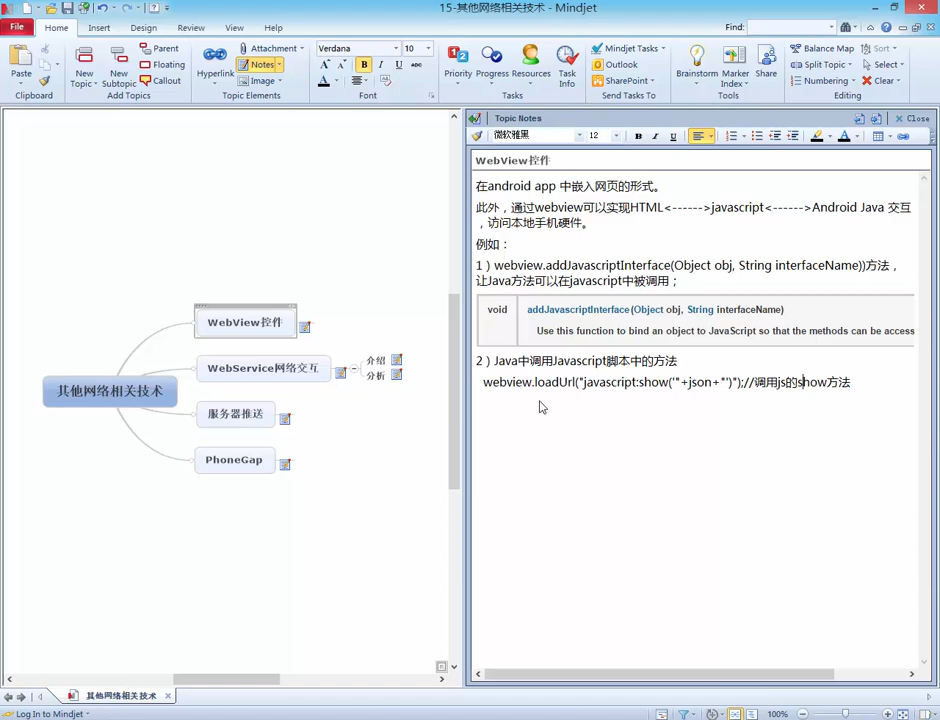 15-其他网络相关技术 - Mindjet
File Home Insert Design Review View Help Find:
Paste
Clipboard
New Topic
New Subtopic
Parent
Floating
Callout
Add Topics
Hyperlink
Attachment
Notes
Image
Topic Elements
Verdana 10
B I U abc
A
Font
Priority
Progress
Resources
Task Info
Tasks
Mindjet Tasks
Outlook
SharePoint
Send Tasks To
Brainstorm
Marker Index
Share
Tools
Balance Map
Split Topic
Numbering
Sort
Select
Clear
Editing
WebView控件
WebService网络交互
介绍
分析
其他网络相关技术
服务器推送
PhoneGap
Topic Notes
Close
微软雅黑 12 B I U A
WebView控件
在android app 中嵌入网页的形式。
此外，通过webview可以实现HTML<------>javascript<------>Android Java 交互
，访问本地手机硬件。
例如：
1）webview.addJavascriptInterface(Object obj, String interfaceName))方法，
让Java方法可以在javascript中被调用；
void addJavascriptInterface(Object obj, String interfaceName)
Use this function to bind an object to JavaScript so that the methods can be access
2）Java中调用Javascript脚本中的方法
webview.loadUrl("javascript:show('"+json+"')");//调用js的show方法
其他网络相关技术
Log In to Mindjet
100%